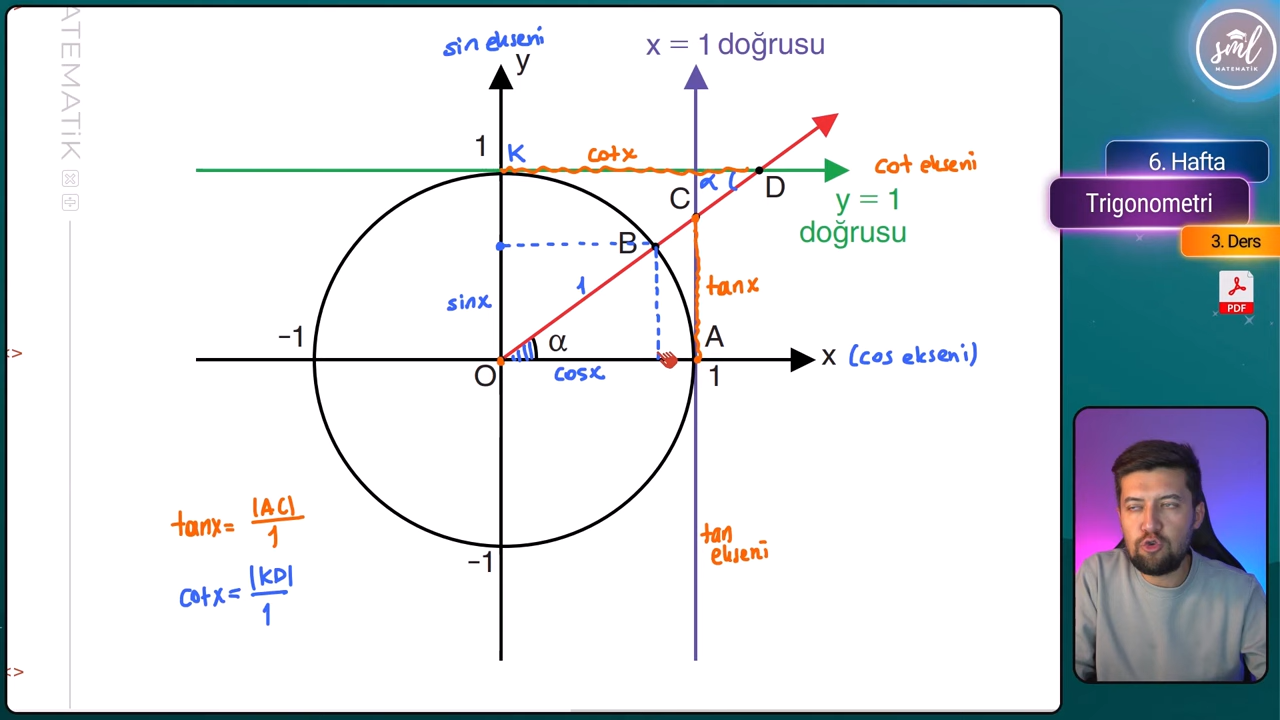 ATEMATİK
sin ekseni
y
x = 1 doğrusu
1
K
cotx
cot ekseni
α
D
C
y = 1
doğrusu
B
1
tanx
sinx
−1
α
A
x (cos ekseni)
O
cosx
1
tanx = |AC|
1
tan
ekseni
−1
cotx = |KD|
1
sml
MATEMATİK
6. Hafta
Trigonometri
3. Ders
PDF
<>
<>